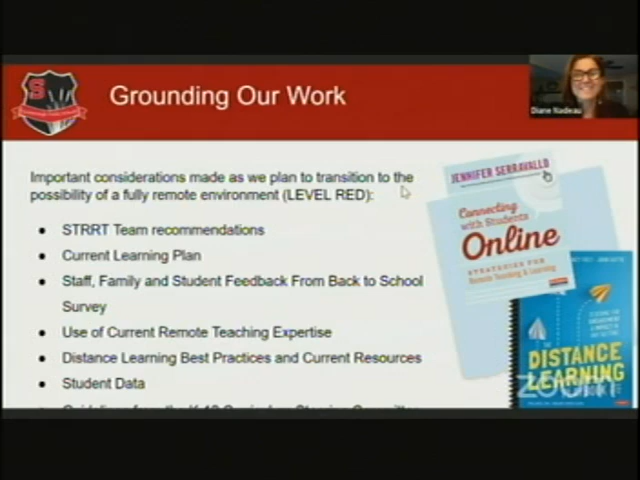 Grounding Our Work
Diane Nadeau
Important considerations made as we plan to transition to the
possibility of a fully remote environment (LEVEL RED):
• STRRT Team recommendations
• Current Learning Plan
• Staff, Family and Student Feedback From Back to School
Survey
• Use of Current Remote Teaching Expertise
• Distance Learning Best Practices and Current Resources
• Student Data
S
JENNIFER SERRAVALLO
Connecting
with Students
Online
STRATEGIES FOR
Remote Teaching & Learning
THE
DISTANCE
LEARNING
zoom